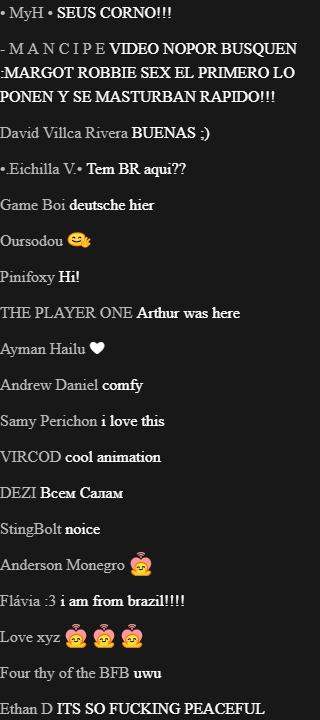 • MyH • SEUS CORNO!!!
- M A N C I P E VIDEO NOPOR BUSQUEN
:MARGOT ROBBIE SEX EL PRIMERO LO
PONEN Y SE MASTURBAN RAPIDO!!!
David Villca Rivera BUENAS ;)
•.Eichilla V.• Tem BR aqui??
Game Boi deutsche hier
Oursodou
Pinifoxy Hi!
THE PLAYER ONE Arthur was here
Ayman Hailu 🤍
Andrew Daniel comfy
Samy Perichon i love this
VIRCOD cool animation
DEZI Всем Салам
StingBolt noice
Anderson Monegro
Flávia :3 i am from brazil!!!!
Love xyz
Four thy of the BFB uwu
Ethan D ITS SO FUCKING PEACEFUL